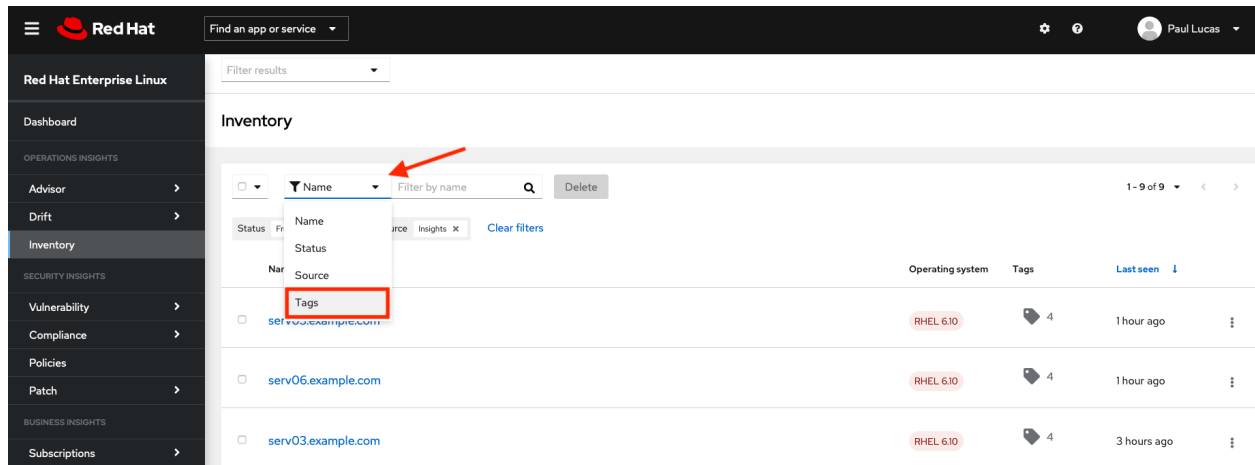 Red Hat
Find an app or service
Paul Lucas
Red Hat Enterprise Linux
Dashboard
OPERATIONS INSIGHTS
Advisor
Drift
Inventory
SECURITY INSIGHTS
Vulnerability
Compliance
Policies
Patch
BUSINESS INSIGHTS
Subscriptions
Filter results
Inventory
Name
Filter by name
Delete
1 - 9 of 9
Name
Status
Source
Tags
Status
Insights
Clear filters
Operating system
Tags
Last seen
RHEL 6.10
4
1 hour ago
serv06.example.com
RHEL 6.10
4
1 hour ago
serv03.example.com
RHEL 6.10
4
3 hours ago